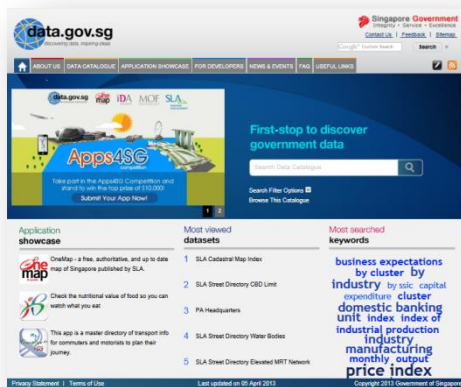 data.gov.sg
discovering data, inspiring ideas
Singapore Government
Integrity • Service • Excellence
Contact Us | Feedback | Sitemap
Google™ Custom Search Search
ABOUT US DATA CATALOGUE APPLICATION SHOWCASE FOR DEVELOPERS NEWS & EVENTS FAQ USEFUL LINKS
data.gov.sg one map iDA MOF SLA
Apps4SG
competition
Take part in the Apps4SG Competition and
stand to win the top prize of $10,000!
Submit Your App Now!
1 2
First-stop to discover
government data
Search Data Catalogue
Search Filter Options
Browse This Catalogue
Application
showcase
One map
OneMap - a free, authoritative, and up to date
map of Singapore published by SLA.
Check the nutritional value of food so you can
watch what you eat
This app is a master directory of transport info
for commuters and motorists to plan their
journey.
Most viewed
datasets
1 SLA Cadastral Map Index
2 SLA Street Directory CBD Limit
3 PA Headquarters
4 SLA Street Directory Water Bodies
5 SLA Street Directory Elevated MRT Network
Most searched
keywords
business expectations
by cluster by
industry by ssic capital
expenditure cluster
domestic banking
unit index index of
industrial production
industry
manufacturing
monthly output
price index
Privacy Statement | Terms of Use
Last updated on 05 April 2013
Copyright 2013 Government of Singapore